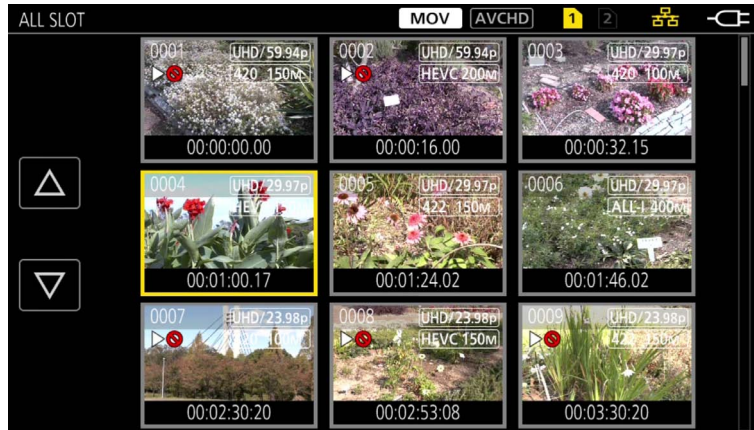 ALL SLOT MOV AVCHD 1 2
0001 UHD/59.94p
420 150M
00:00:00.00
0002 UHD/59.94p
HEVC 200M
00:00:16.00
0003 UHD/29.97p
420 100M
00:00:32.15
0004 UHD/29.97p
HEVC
00:01:00.17
0005 UHD/29.97p
422 150M
00:01:24.02
0006 UHD/29.97p
ALL-I 400M
00:01:46.02
0007 UHD/23.98p
00:02:30:20
0008 UHD/23.98p
HEVC 150M
00:02:53:08
0009 UHD/23.98p
422 150M
00:03:30:20